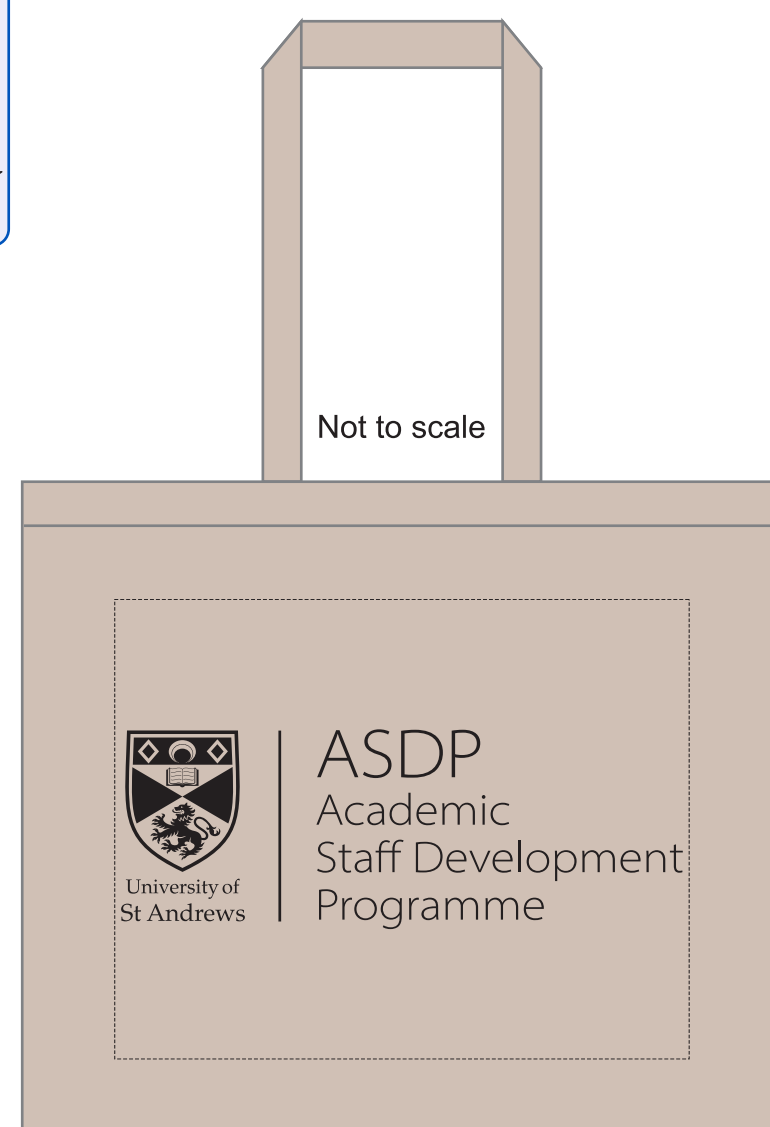 Not to scale
ASDP
Academic
Staff Development
Programme
University of
St Andrews